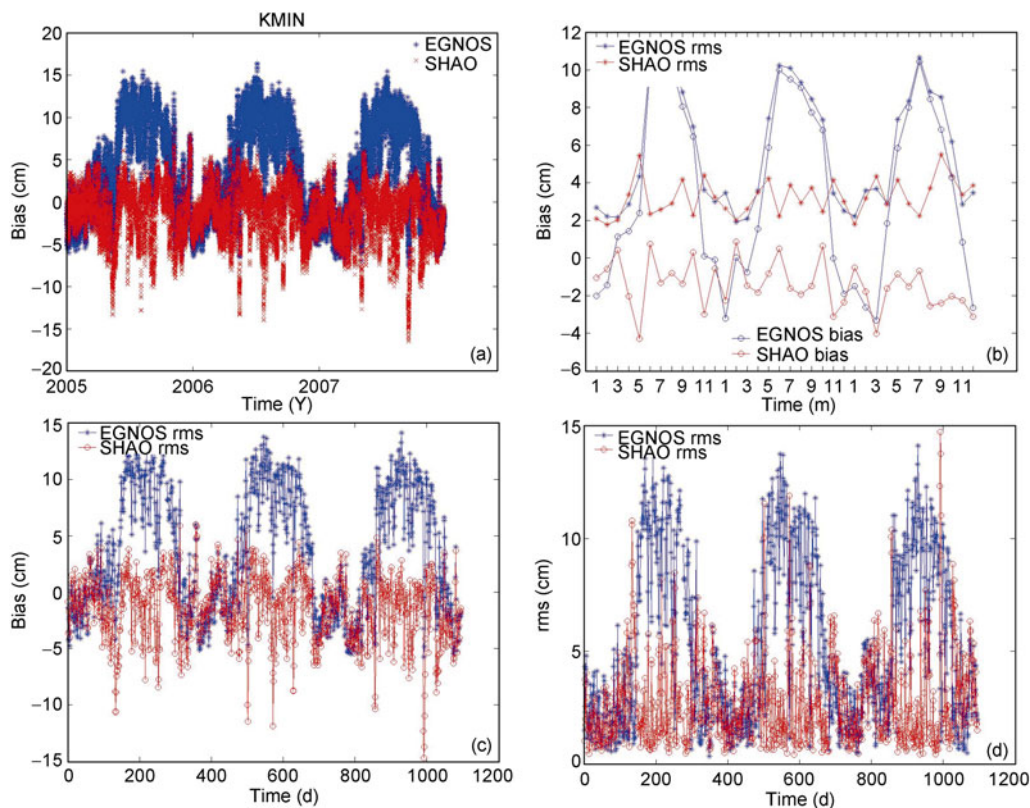 KMIN
20
15
10
5
0
−5
−10
−15
−20
Bias (cm)
EGNOS
SHAO
(a)
2005 2006 2007
Time (Y)
12
10
8
6
4
2
0
−2
−4
−6
Bias (cm)
EGNOS rms
SHAO rms
EGNOS bias
SHAO bias
(b)
1 3 5 7 9 11 1 3 5 7 9 11 1 3 5 7 9 11
Time (m)
15
10
5
0
−5
−10
−15
Bias (cm)
EGNOS rms
SHAO rms
(c)
0 200 400 600 800 1000 1200
Time (d)
15
10
5
0
rms (cm)
EGNOS rms
SHAO rms
(d)
0 200 400 600 800 1000 1200
Time (d)